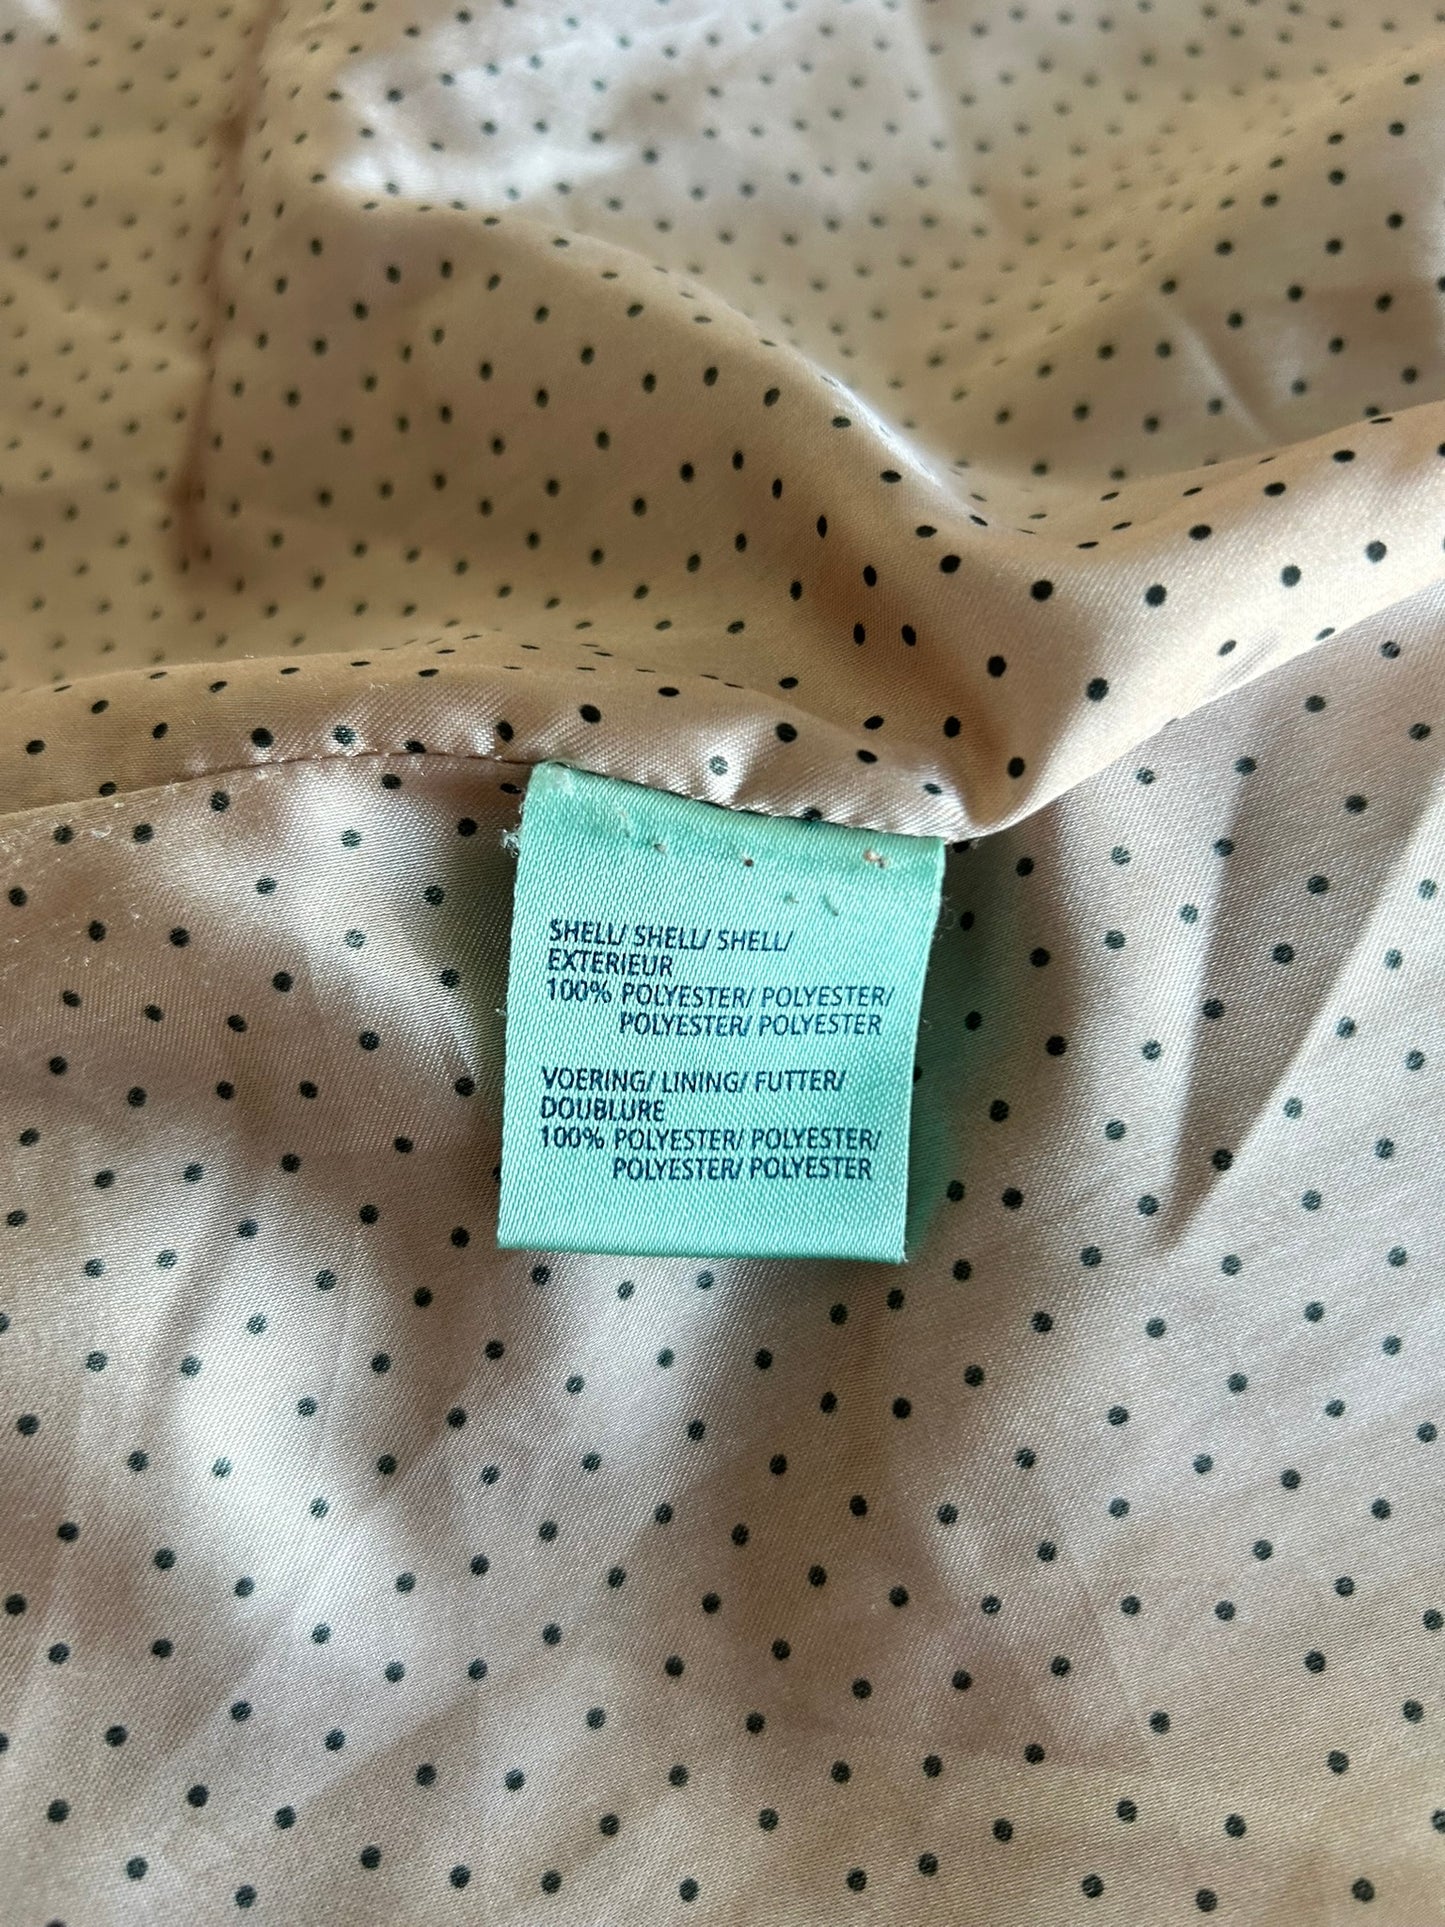 SHELL/ SHELL/ SHELL/
EXTERIEUR
100% POLYESTER/ POLYESTER/
POLYESTER/ POLYESTER
VOERING/ LINING/ FUTTER/
DOUBLURE
100% POLYESTER/ POLYESTER/
POLYESTER/ POLYESTER